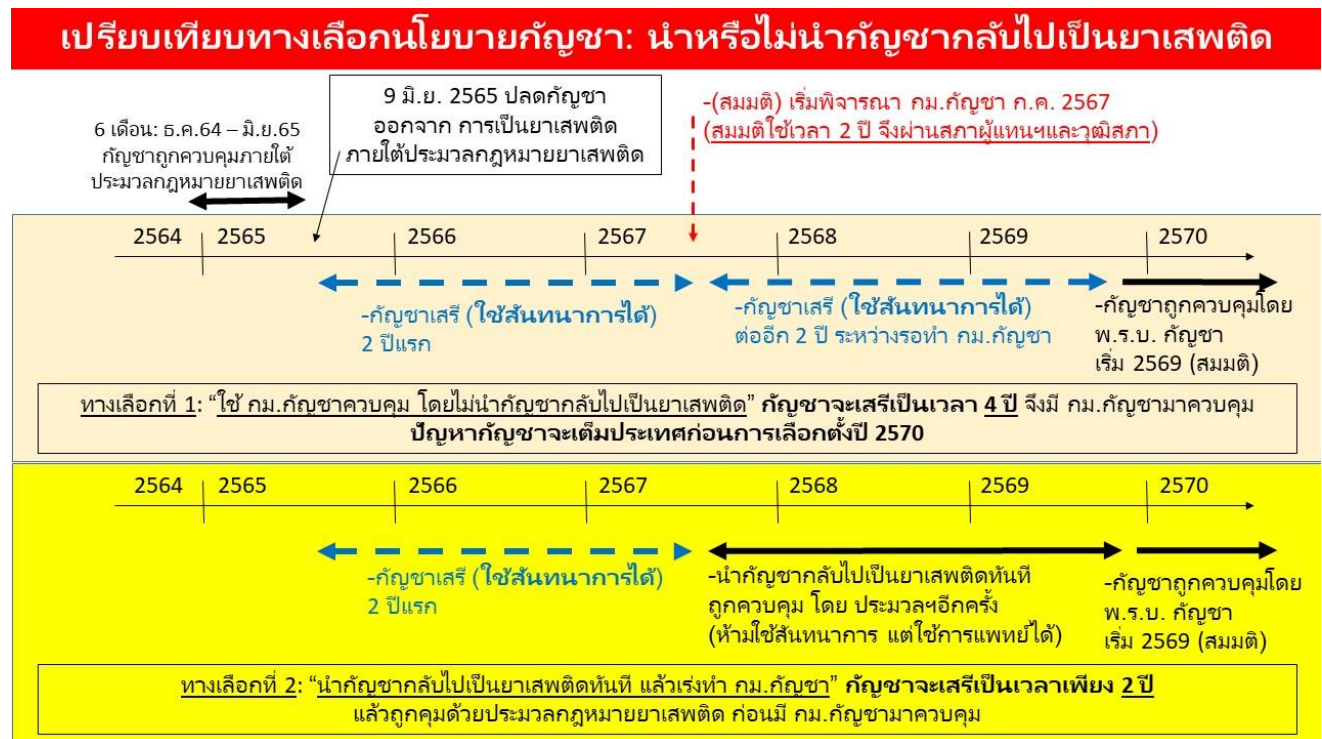 เปรียบเทียบทางเลือกนโยบายกัญชา: นำหรือไม่นำกัญชากลับไปเป็นยาเสพติด
6 เดือน: ธ.ค.64 – มิ.ย.65
กัญชาถูกควบคุมภายใต้
ประมวลกฎหมายยาเสพติด
9 มิ.ย. 2565 ปลดกัญชา
ออกจาก การเป็นยาเสพติด
ภายใต้ประมวลกฎหมายยาเสพติด
-(สมมติ) เริ่มพิจารณา กม.กัญชา ก.ค. 2567
(สมมติใช้เวลา 2 ปี จึงผ่านสภาผู้แทนฯและวุฒิสภา)
2564 2565 2566 2567 2568 2569 2570
-กัญชาเสรี (ใช้สันทนาการได้)
2 ปีแรก
-กัญชาเสรี (ใช้สันทนาการได้)
ต่ออีก 2 ปี ระหว่างรอทำ กม.กัญชา
-กัญชาถูกควบคุมโดย
พ.ร.บ. กัญชา
เริ่ม 2569 (สมมติ)
ทางเลือกที่ 1: “ใช้ กม.กัญชาควบคุม โดยไม่นำกัญชากลับไปเป็นยาเสพติด” กัญชาจะเสรีเป็นเวลา 4 ปี จึงมี กม.กัญชามาควบคุม
ปัญหากัญชาจะเต็มประเทศก่อนการเลือกตั้งปี 2570
2564 2565 2566 2567 2568 2569 2570
-กัญชาเสรี (ใช้สันทนาการได้)
2 ปีแรก
-นำกัญชากลับไปเป็นยาเสพติดทันที
ถูกควบคุม โดย ประมวลฯอีกครั้ง
(ห้ามใช้สันทนาการ แต่ใช้การแพทย์ได้)
-กัญชาถูกควบคุมโดย
พ.ร.บ. กัญชา
เริ่ม 2569 (สมมติ)
ทางเลือกที่ 2: “นำกัญชากลับไปเป็นยาเสพติดทันที แล้วเร่งทำ กม.กัญชา” กัญชาจะเสรีเป็นเวลาเพียง 2 ปี
แล้วถูกคุมด้วยประมวลกฎหมายยาเสพติด ก่อนมี กม.กัญชามาควบคุม